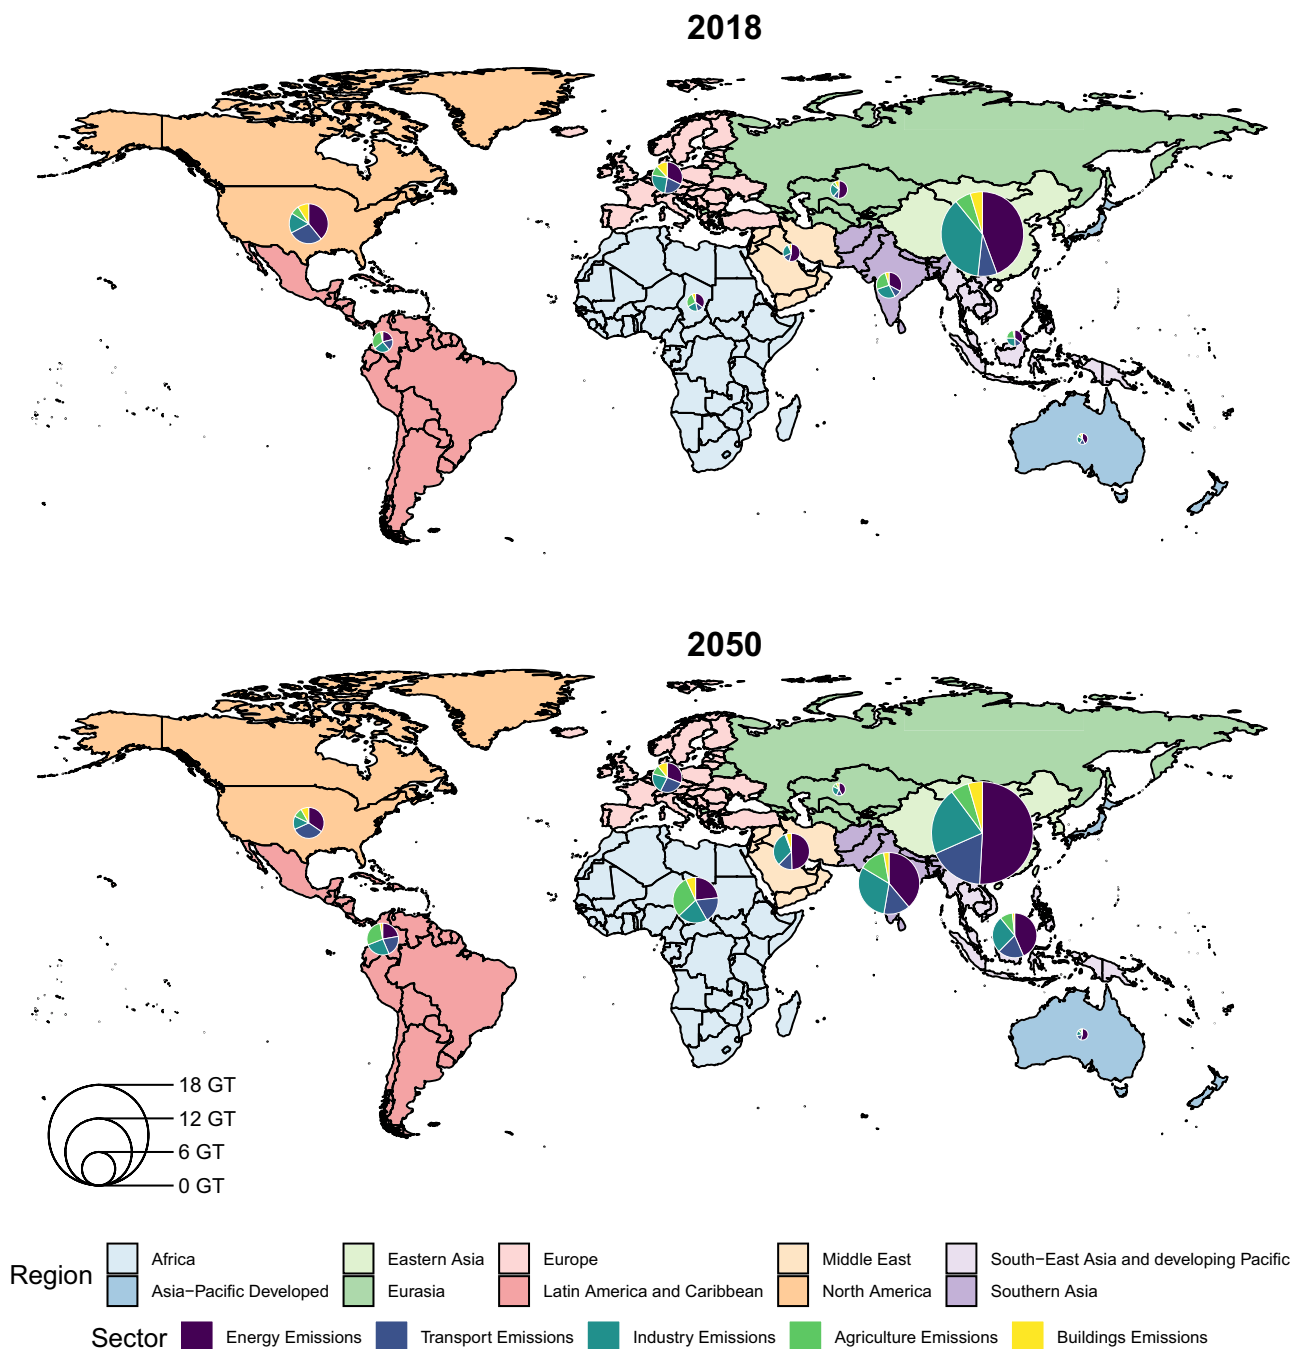 2018
2050
18 GT
12 GT
6 GT
0 GT
Region
Africa
Eastern Asia
Europe
Middle East
South−East Asia and developing Pacific
Asia−Pacific Developed
Eurasia
Latin America and Caribbean
North America
Southern Asia
Sector
Energy Emissions
Transport Emissions
Industry Emissions
Agriculture Emissions
Buildings Emissions